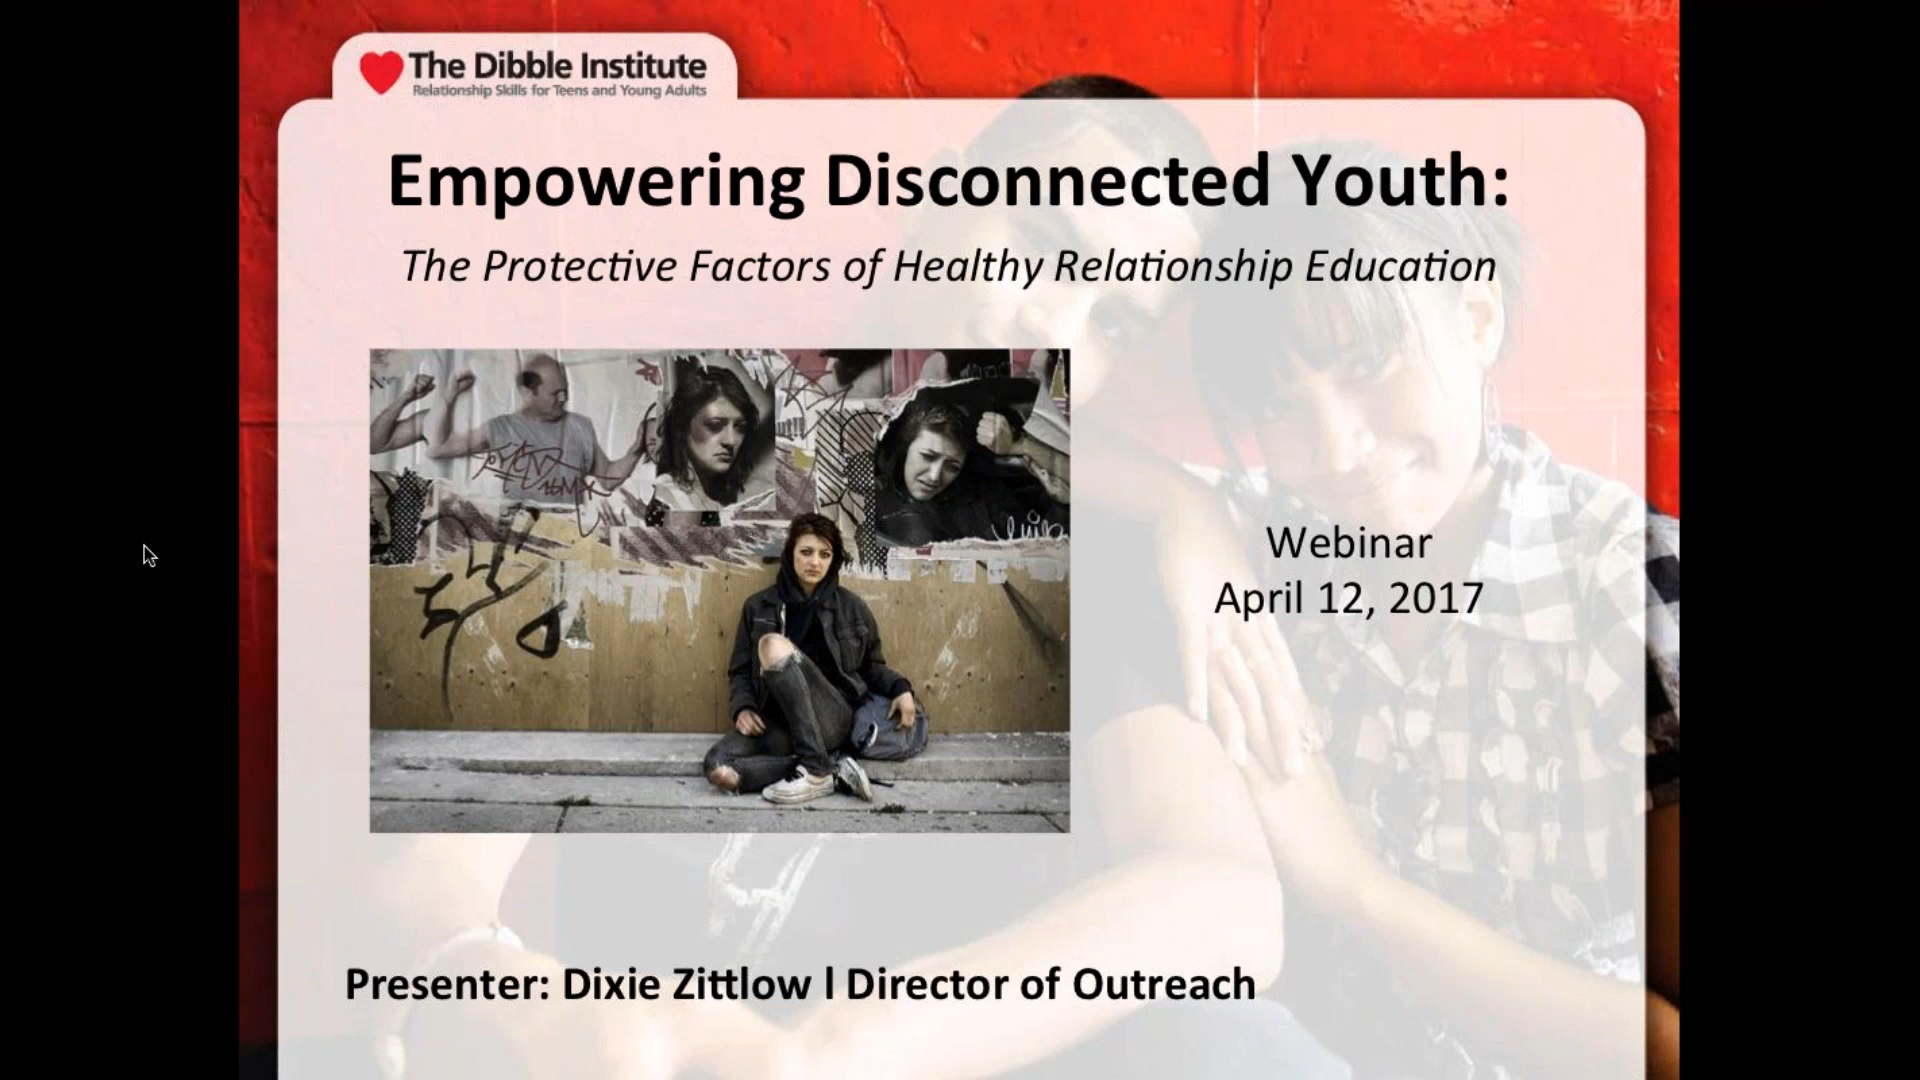 The Dibble Institute
Relationship Skills for Teens and Young Adults
Empowering Disconnected Youth:
The Protective Factors of Healthy Relationship Education
Webinar
April 12, 2017
Presenter: Dixie Zittlow l Director of Outreach